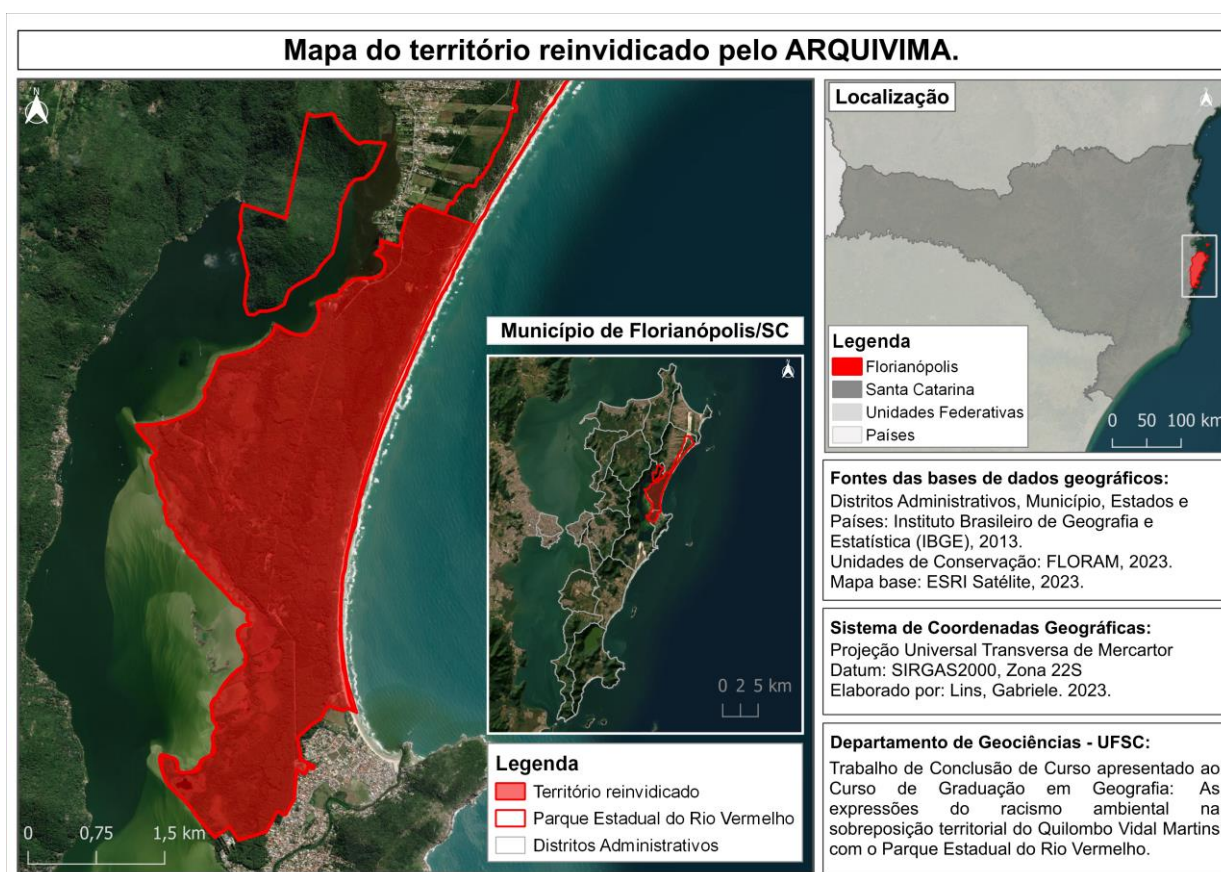 Mapa do território reinvidicado pelo ARQUIVIMA.
N
Município de Florianópolis/SC
0 2 5 km
Legenda
Território reinvidicado
Parque Estadual do Rio Vermelho
Distritos Administrativos
0 0,75 1,5 km
Localização
Legenda
Florianópolis
Santa Catarina
Unidades Federativas
Países
0 50 100 km
Fontes das bases de dados geográficos:
Distritos Administrativos, Município, Estados e
Países: Instituto Brasileiro de Geografia e
Estatística (IBGE), 2013.
Unidades de Conservação: FLORAM, 2023.
Mapa base: ESRI Satélite, 2023.
Sistema de Coordenadas Geográficas:
Projeção Universal Transversa de Mercartor
Datum: SIRGAS2000, Zona 22S
Elaborado por: Lins, Gabriele. 2023.
Departamento de Geociências - UFSC:
Trabalho de Conclusão de Curso apresentado ao
Curso de Graduação em Geografia: As
expressões do racismo ambiental na
sobreposição territorial do Quilombo Vidal Martins
com o Parque Estadual do Rio Vermelho.